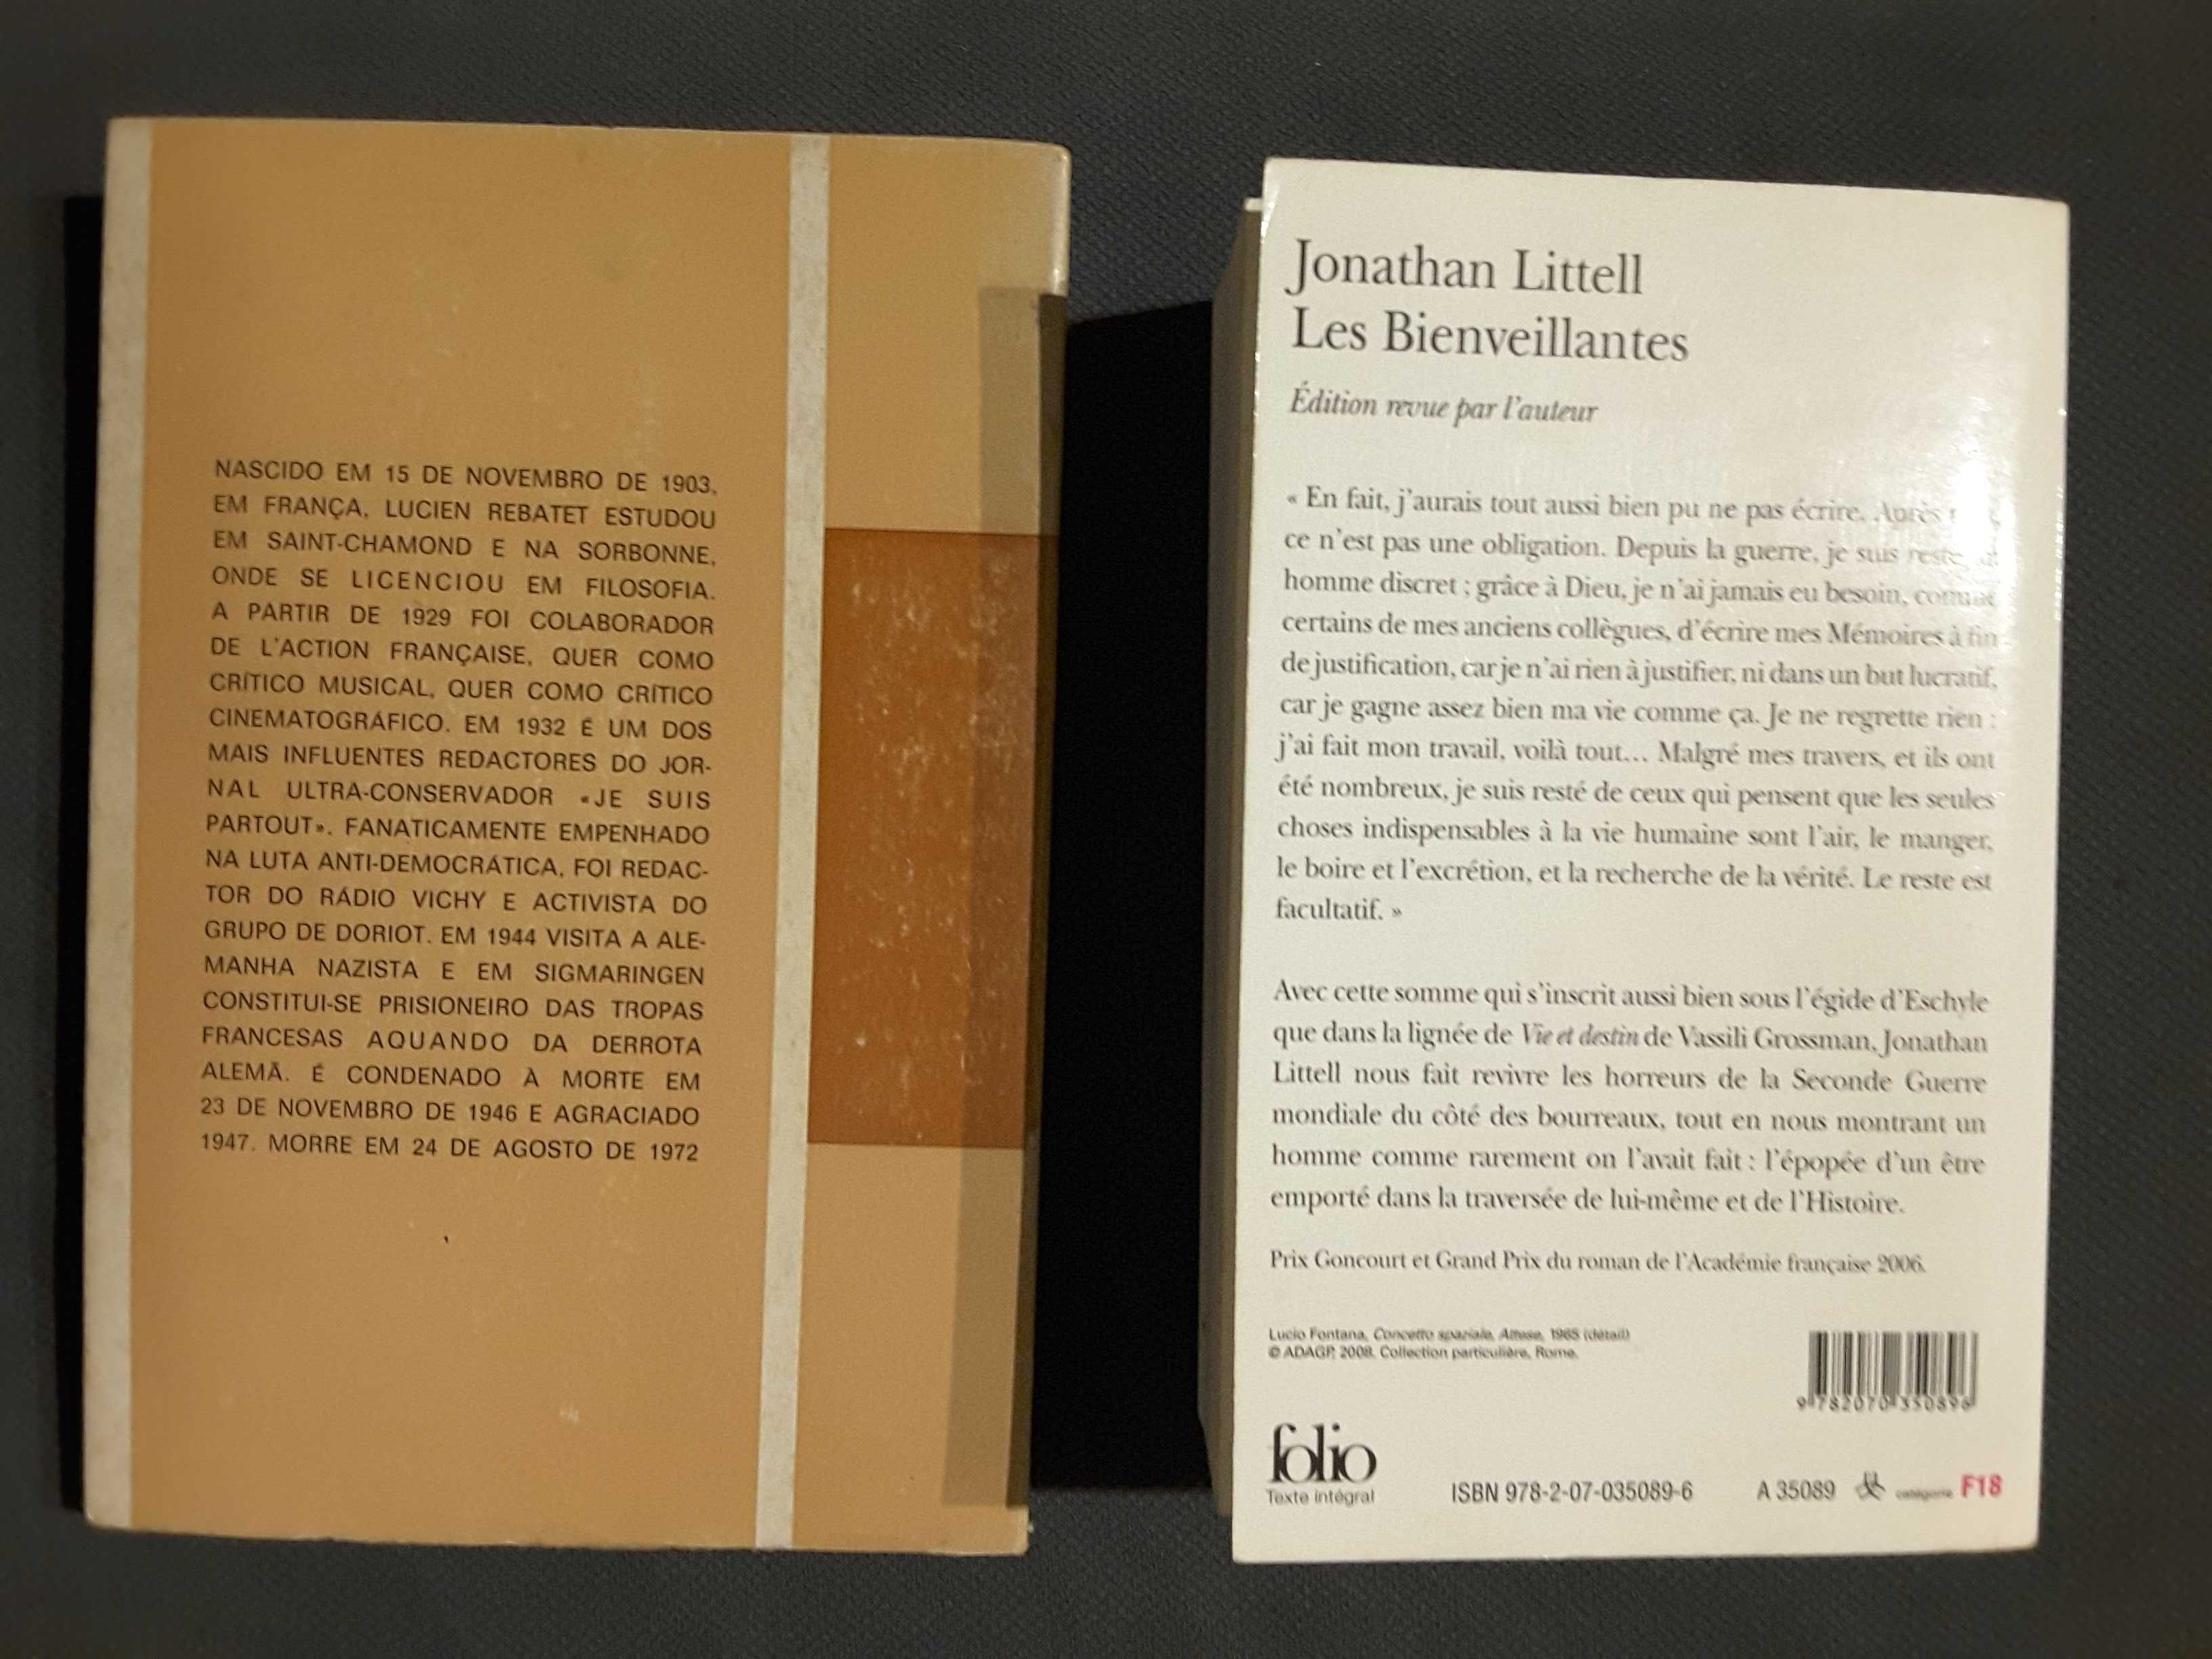 NASCIDO EM 15 DE NOVEMBRO DE 1903,
EM FRANÇA, LUCIEN REBATET ESTUDOU
EM SAINT-CHAMOND E NA SORBONNE,
ONDE SE LICENCIOU EM FILOSOFIA.
A PARTIR DE 1929 FOI COLABORADOR
DE L'ACTION FRANÇAISE, QUER COMO
CRÍTICO MUSICAL, QUER COMO CRÍTICO
CINEMATOGRÁFICO. EM 1932 É UM DOS
MAIS INFLUENTES REDACTORES DO JOR-
NAL ULTRA-CONSERVADOR «JE SUIS
PARTOUT». FANATICAMENTE EMPENHADO
NA LUTA ANTI-DEMOCRÁTICA, FOI REDAC-
TOR DO RÁDIO VICHY E ACTIVISTA DO
GRUPO DE DORIOT. EM 1944 VISITA A ALE-
MANHA NAZISTA E EM SIGMARINGEN
CONSTITUI-SE PRISIONEIRO DAS TROPAS
FRANCESAS AQUANDO DA DERROTA
ALEMÃ. É CONDENADO À MORTE EM
23 DE NOVEMBRO DE 1946 E AGRACIADO
1947. MORRE EM 24 DE AGOSTO DE 1972
Jonathan Littell
Les Bienveillantes
Édition revue par l'auteur
« En fait, j'aurais tout aussi bien pu ne pas écrire. Après
ce n'est pas une obligation. Depuis la guerre, je suis resté
homme discret ; grâce à Dieu, je n'ai jamais eu besoin, comme
certains de mes anciens collègues, d'écrire mes Mémoires à fin
de justification, car je n'ai rien à justifier, ni dans un but lucratif,
car je gagne assez bien ma vie comme ça. Je ne regrette rien :
j'ai fait mon travail, voilà tout... Malgré mes travers, et ils ont
été nombreux, je suis resté de ceux qui pensent que les seules
choses indispensables à la vie humaine sont l'air, le manger,
le boire et l'excrétion, et la recherche de la vérité. Le reste est
facultatif. »
Avec cette somme qui s'inscrit aussi bien sous l'égide d'Eschyle
que dans la lignée de Vie et destin de Vassili Grossman, Jonathan
Littell nous fait revivre les horreurs de la Seconde Guerre
mondiale du côté des bourreaux, tout en nous montrant un
homme comme rarement on l'avait fait : l'épopée d'un être
emporté dans la traversée de lui-même et de l'Histoire.
Prix Goncourt et Grand Prix du roman de l'Académie française 2006.
Lucio Fontana, Concetto spaziale, Attese, 1965 (détail)
© ADAGP, 2008. Collection particulière, Rome.
9 782070 350896
folio
Texte intégral
ISBN 978-2-07-035089-6 A 35089 catégorie F18